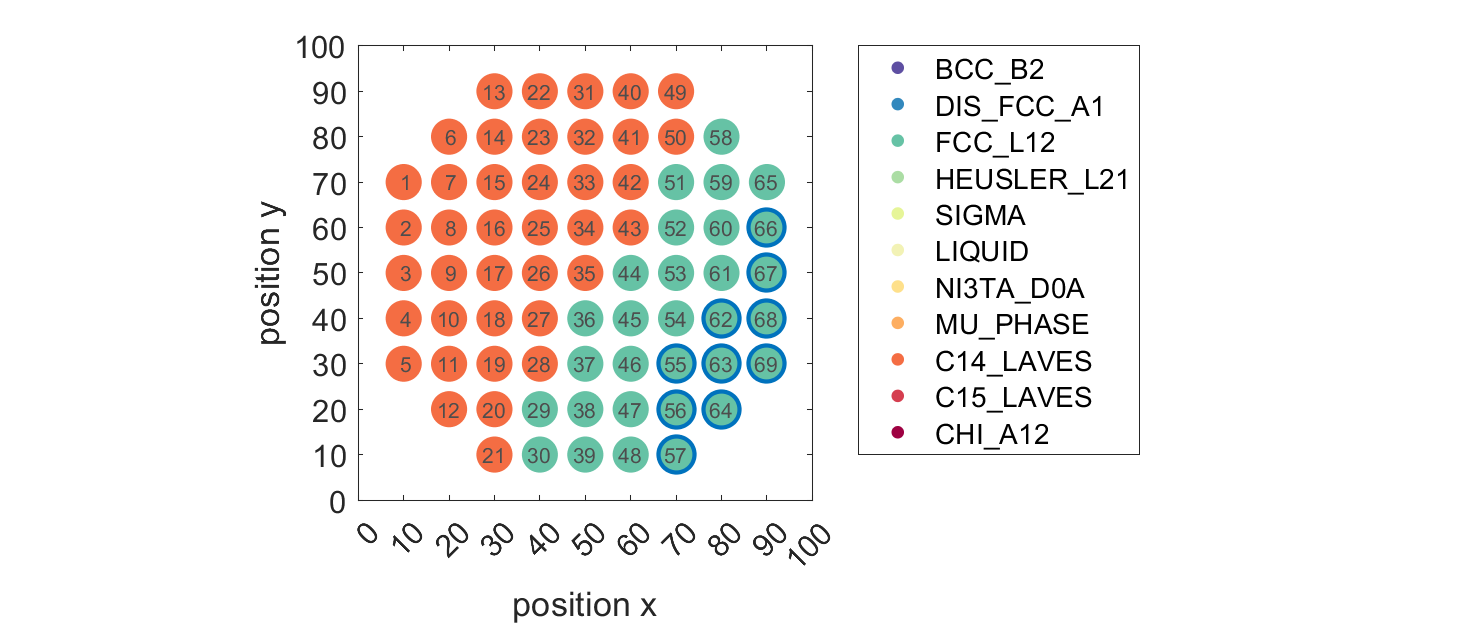 100
90
80
70
60
50
40
30
20
10
0
position y
13 22 31 40 49
6 14 23 32 41 50 58
1 7 15 24 33 42 51 59 65
2 8 16 25 34 43 52 60 66
3 9 17 26 35 44 53 61 67
4 10 18 27 36 45 54 62 68
5 11 19 28 37 46 55 63 69
12 20 29 38 47 56 64
21 30 39 48 57
0 10 20 30 40 50 60 70 80 90 100
position x
BCC_B2
DIS_FCC_A1
FCC_L12
HEUSLER_L21
SIGMA
LIQUID
NI3TA_D0A
MU_PHASE
C14_LAVES
C15_LAVES
CHI_A12